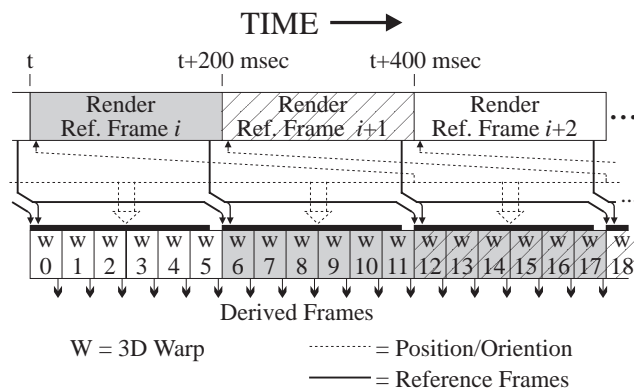 TIME
t t+200 msec t+400 msec
Render Render Render
Ref. Frame i Ref. Frame i+1 Ref. Frame i+2 ...
...
W W W W W W W W W W W W W W W W W W W
0 1 2 3 4 5 6 7 8 9 10 11 12 13 14 15 16 17 18
Derived Frames
W = 3D Warp = Position/Oriention
= Reference Frames